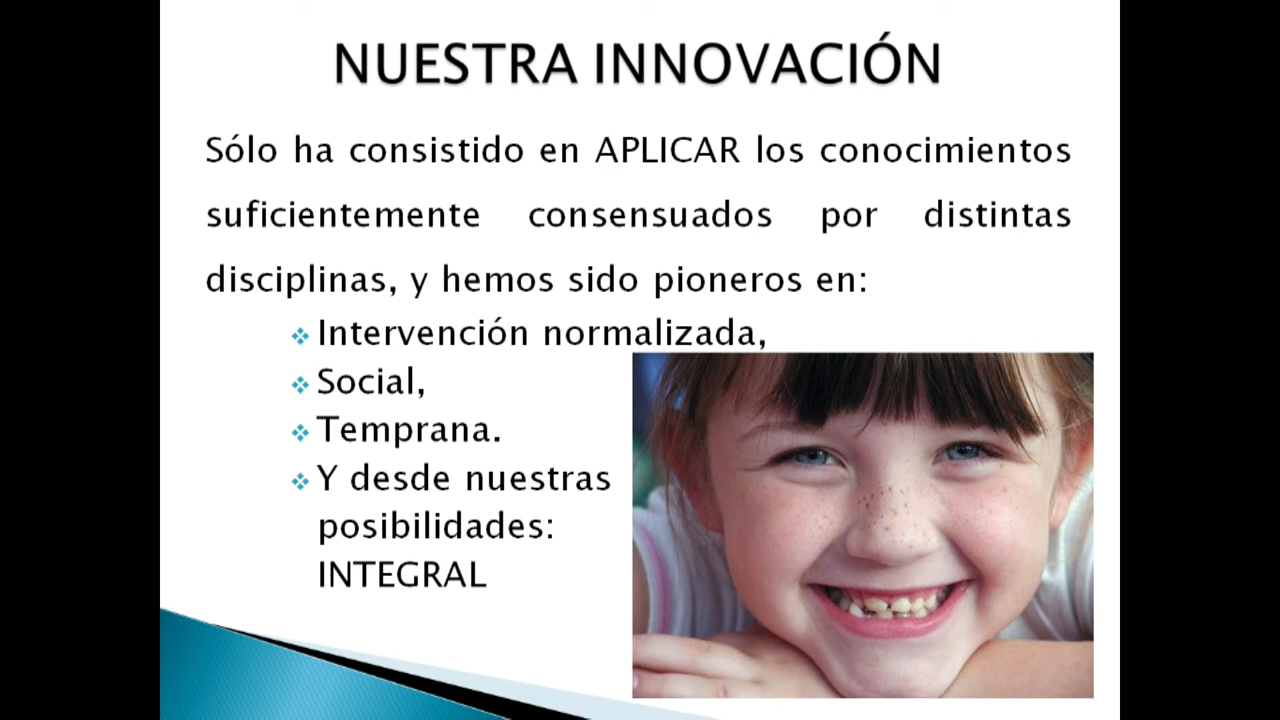 NUESTRA INNOVACIÓN
Sólo ha consistido en APLICAR los conocimientos
suficientemente consensuados por distintas
disciplinas, y hemos sido pioneros en:
Intervención normalizada,
Social,
Temprana.
Y desde nuestras
posibilidades:
INTEGRAL